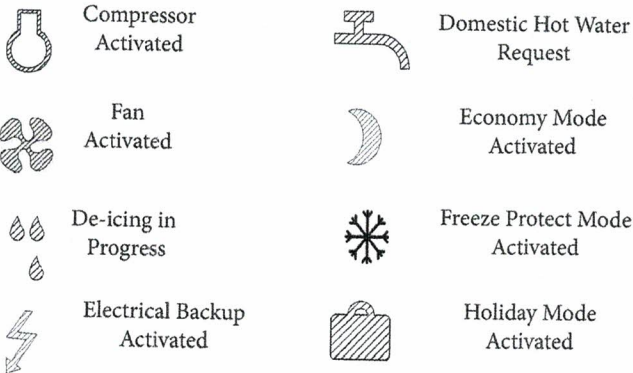 Compressor
Activated
Domestic Hot Water
Request
Fan
Activated
Economy Mode
Activated
De-icing in
Progress
Freeze Protect Mode
Activated
Electrical Backup
Activated
Holiday Mode
Activated